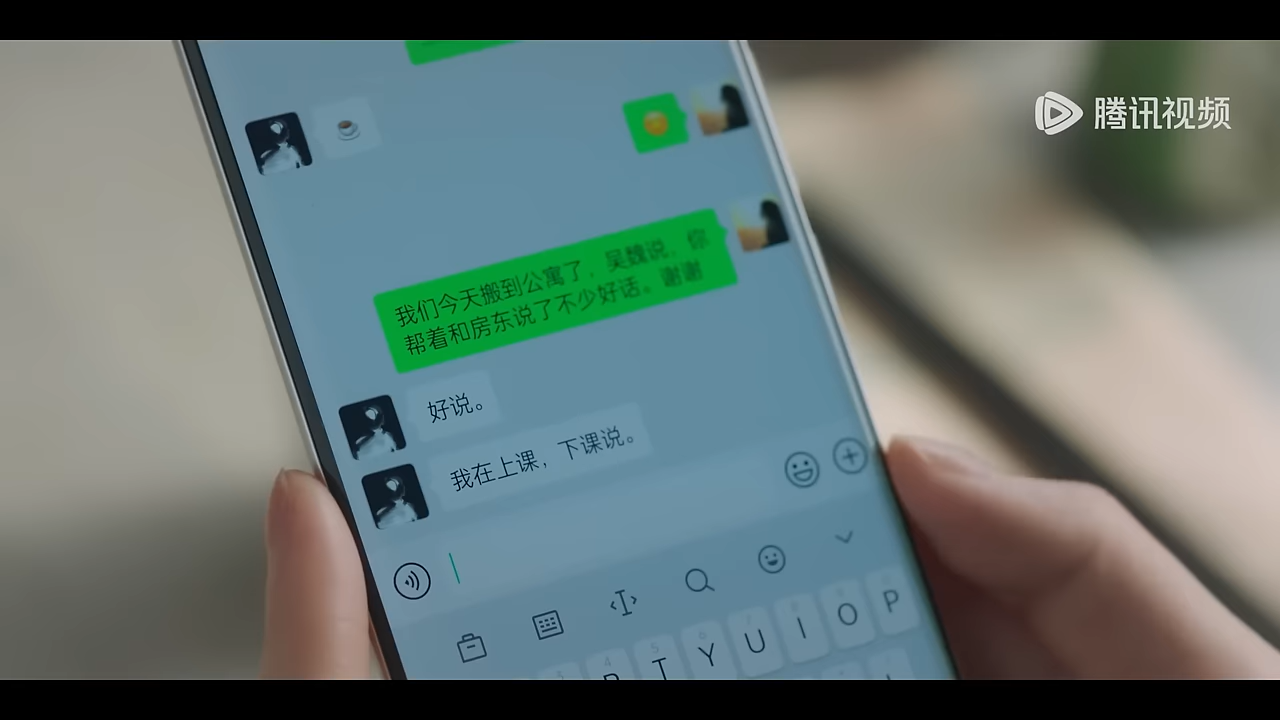 腾讯视频
我们今天搬到公寓了，吴魏说，你
帮着和房东说了不少好话。谢谢
好说。
我在上课，下课说。
T Y U I O P